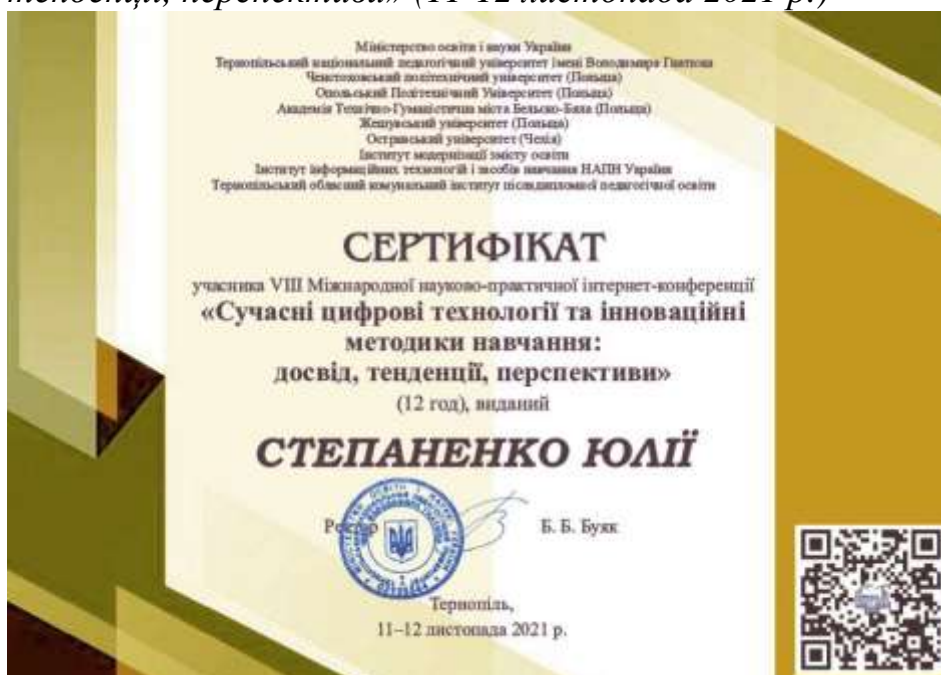 тенденції, перспектива» (11-12 листопада 2021 р.)
Міністерство освіти і науки України
Тернопільський національний педагогічний університет імені Володимира Гнатюка
Ченстоховський політехнічний університет (Польща)
Опольський Політехнічний Університет (Польща)
Академія Технічно-Гуманістична міста Бєльско-Бяла (Польща)
Жешувський університет (Польща)
Остравський університет (Чехія)
Інститут модернізації змісту освіти
Інститут інформаційних технологій і засобів навчання НАПН України
Тернопільський обласний комунальний інститут післядипломної педагогічної освіти
СЕРТИФІКАТ
учасника VIII Міжнародної науково-практичної інтернет-конференції
«Сучасні цифрові технології та інноваційні
методики навчання:
досвід, тенденції, перспективи»
(12 год), виданий
СТЕПАНЕНКО ЮЛІЇ
Ректор Б. Б. Буяк
Тернопіль,
11–12 листопада 2021 р.